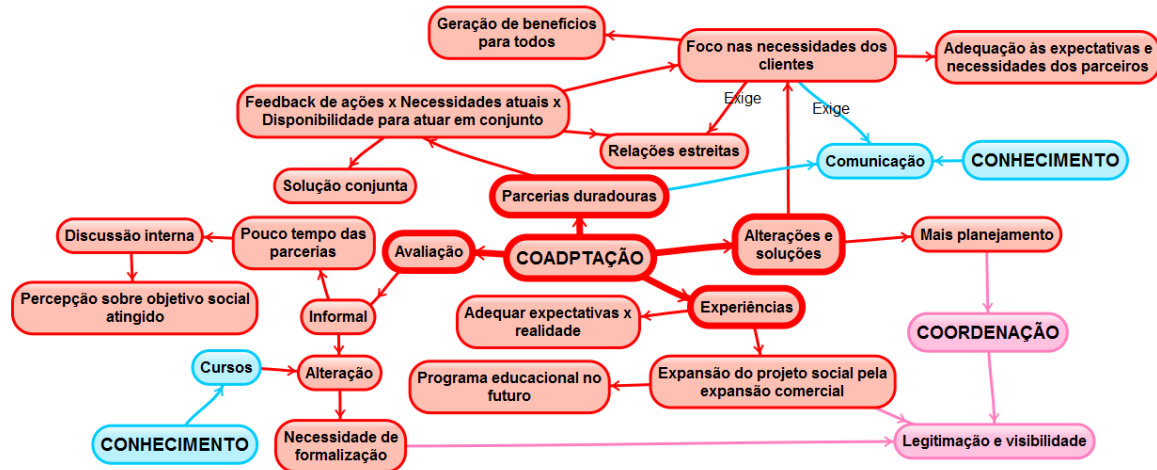 Geração de benefícios
para todos
Foco nas necessidades dos
clientes
Adequação às expectativas e
necessidades dos parceiros
Feedback de ações x Necessidades atuais x
Disponibilidade para atuar em conjunto
Exige
Exige
Relações estreitas
Comunicação
CONHECIMENTO
Solução conjunta
Parcerias duradouras
Discussão interna
Pouco tempo das
parcerias
Avaliação
COADPTAÇÃO
Alterações e
soluções
Mais planejamento
Percepção sobre objetivo social
atingido
Informal
Adequar expectativas x
realidade
Experiências
COORDENAÇÃO
Cursos
Alteração
Programa educacional no
futuro
Expansão do projeto social pela
expansão comercial
CONHECIMENTO
Necessidade de
formalização
Legitimação e visibilidade